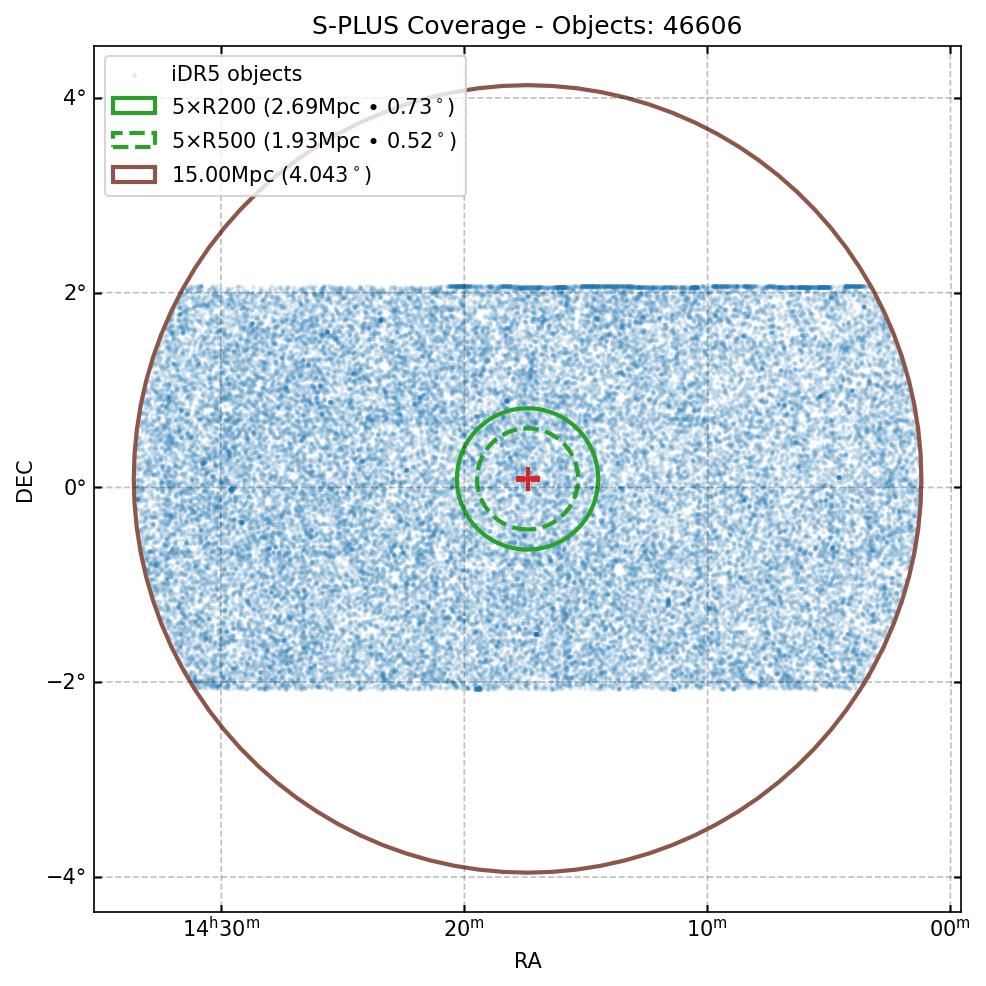 S-PLUS Coverage - Objects: 46606
iDR5 objects
5×R200 (2.69Mpc • 0.73°)
5×R500 (1.93Mpc • 0.52°)
15.00Mpc (4.043°)
4°
2°
0°
−2°
−4°
DEC
14ʰ30ᵐ 20ᵐ 10ᵐ 00ᵐ
RA